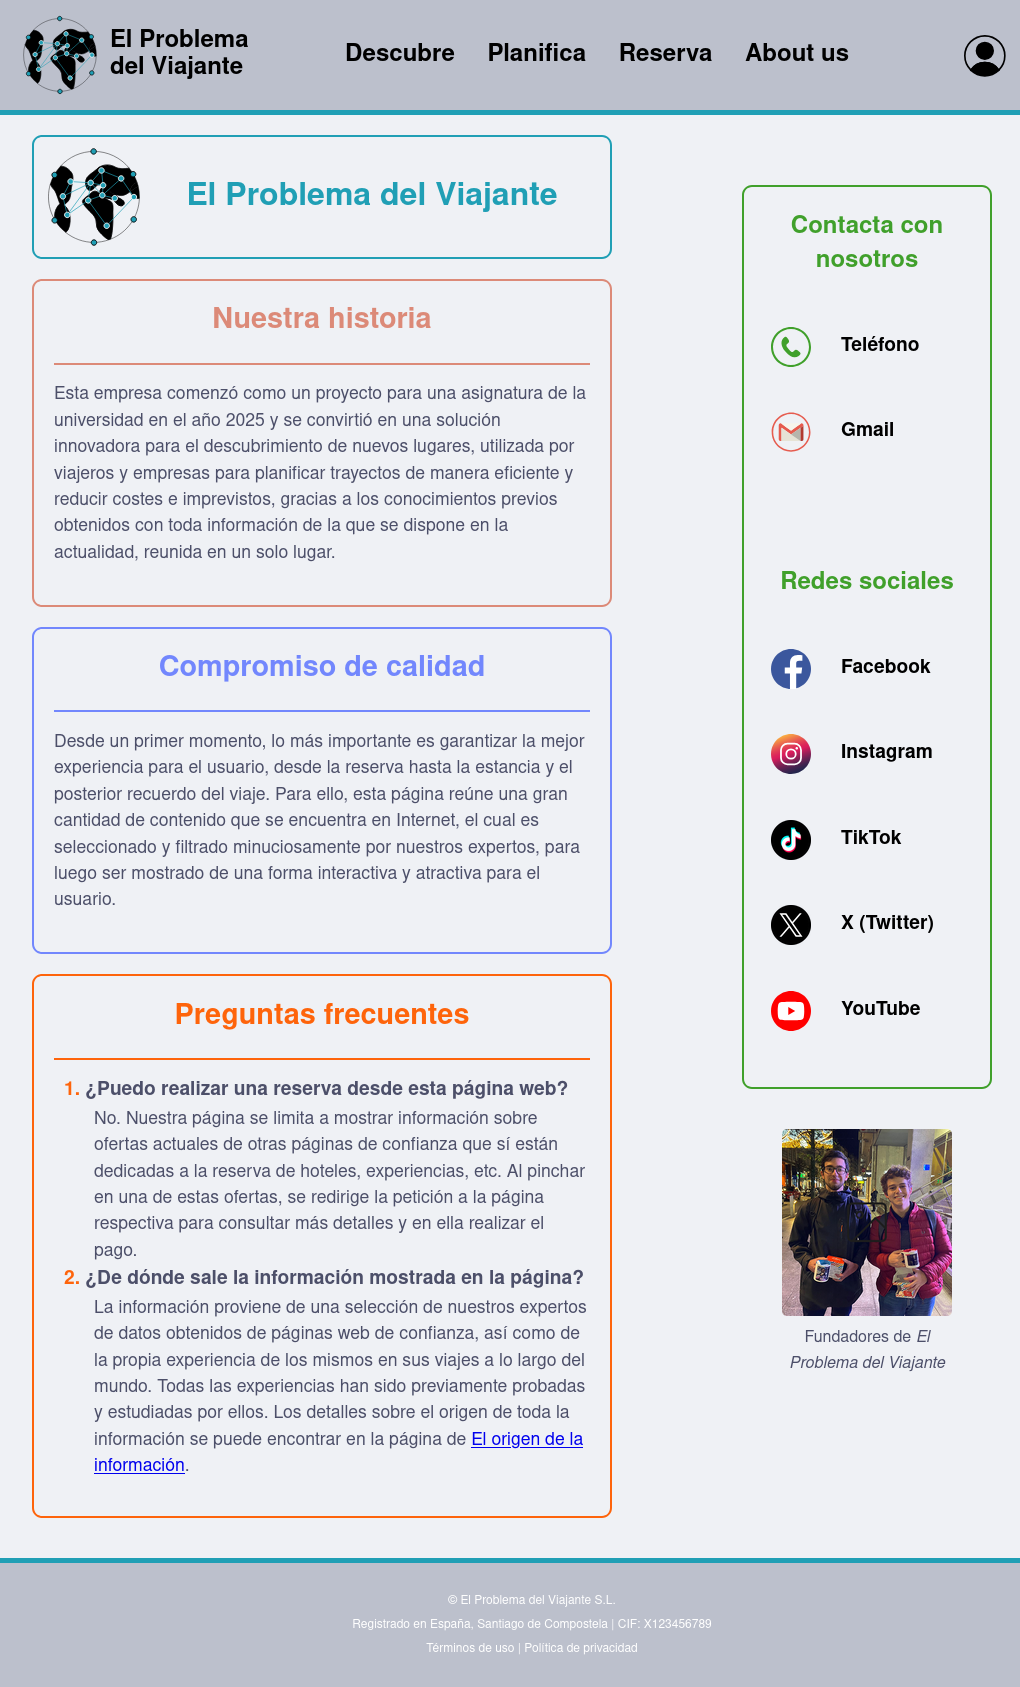 El Problema
del Viajante
Descubre Planifica Reserva About us
El Problema del Viajante
Nuestra historia
Esta empresa comenzó como un proyecto para una asignatura de la
universidad en el año 2025 y se convirtió en una solución
innovadora para el descubrimiento de nuevos lugares, utilizada por
viajeros y empresas para planificar trayectos de manera eficiente y
reducir costes e imprevistos, gracias a los conocimientos previos
obtenidos con toda información de la que se dispone en la
actualidad, reunida en un solo lugar.
Compromiso de calidad
Desde un primer momento, lo más importante es garantizar la mejor
experiencia para el usuario, desde la reserva hasta la estancia y el
posterior recuerdo del viaje. Para ello, esta página reúne una gran
cantidad de contenido que se encuentra en Internet, el cual es
seleccionado y filtrado minuciosamente por nuestros expertos, para
luego ser mostrado de una forma interactiva y atractiva para el
usuario.
Preguntas frecuentes
1. ¿Puedo realizar una reserva desde esta página web?
No. Nuestra página se limita a mostrar información sobre
ofertas actuales de otras páginas de confianza que sí están
dedicadas a la reserva de hoteles, experiencias, etc. Al pinchar
en una de estas ofertas, se redirige la petición a la página
respectiva para consultar más detalles y en ella realizar el
pago.
2. ¿De dónde sale la información mostrada en la página?
La información proviene de una selección de nuestros expertos
de datos obtenidos de páginas web de confianza, así como de
la propia experiencia de los mismos en sus viajes a lo largo del
mundo. Todas las experiencias han sido previamente probadas
y estudiadas por ellos. Los detalles sobre el origen de toda la
información se puede encontrar en la página de El origen de la
información.
Contacta con
nosotros
Teléfono
Gmail
Redes sociales
Facebook
Instagram
TikTok
X (Twitter)
YouTube
Fundadores de El
Problema del Viajante
© El Problema del Viajante S.L.
Registrado en España, Santiago de Compostela | CIF: X123456789
Términos de uso | Política de privacidad